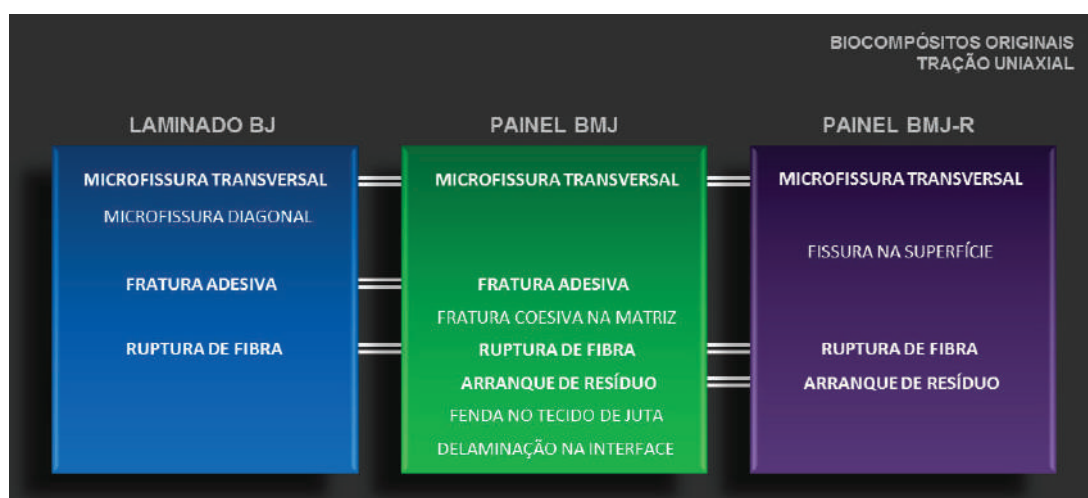 BIOCOMPÓSITOS ORIGINAIS
TRAÇÃO UNIAXIAL
LAMINADO BJ
MICROFISSURA TRANSVERSAL
MICROFISSURA DIAGONAL
FRATURA ADESIVA
RUPTURA DE FIBRA
PAINEL BMJ
MICROFISSURA TRANSVERSAL
FRATURA ADESIVA
FRATURA COESIVA NA MATRIZ
RUPTURA DE FIBRA
ARRANQUE DE RESÍDUO
FENDA NO TECIDO DE JUTA
DELAMINAÇÃO NA INTERFACE
PAINEL BMJ-R
MICROFISSURA TRANSVERSAL
FISSURA NA SUPERFÍCIE
RUPTURA DE FIBRA
ARRANQUE DE RESÍDUO